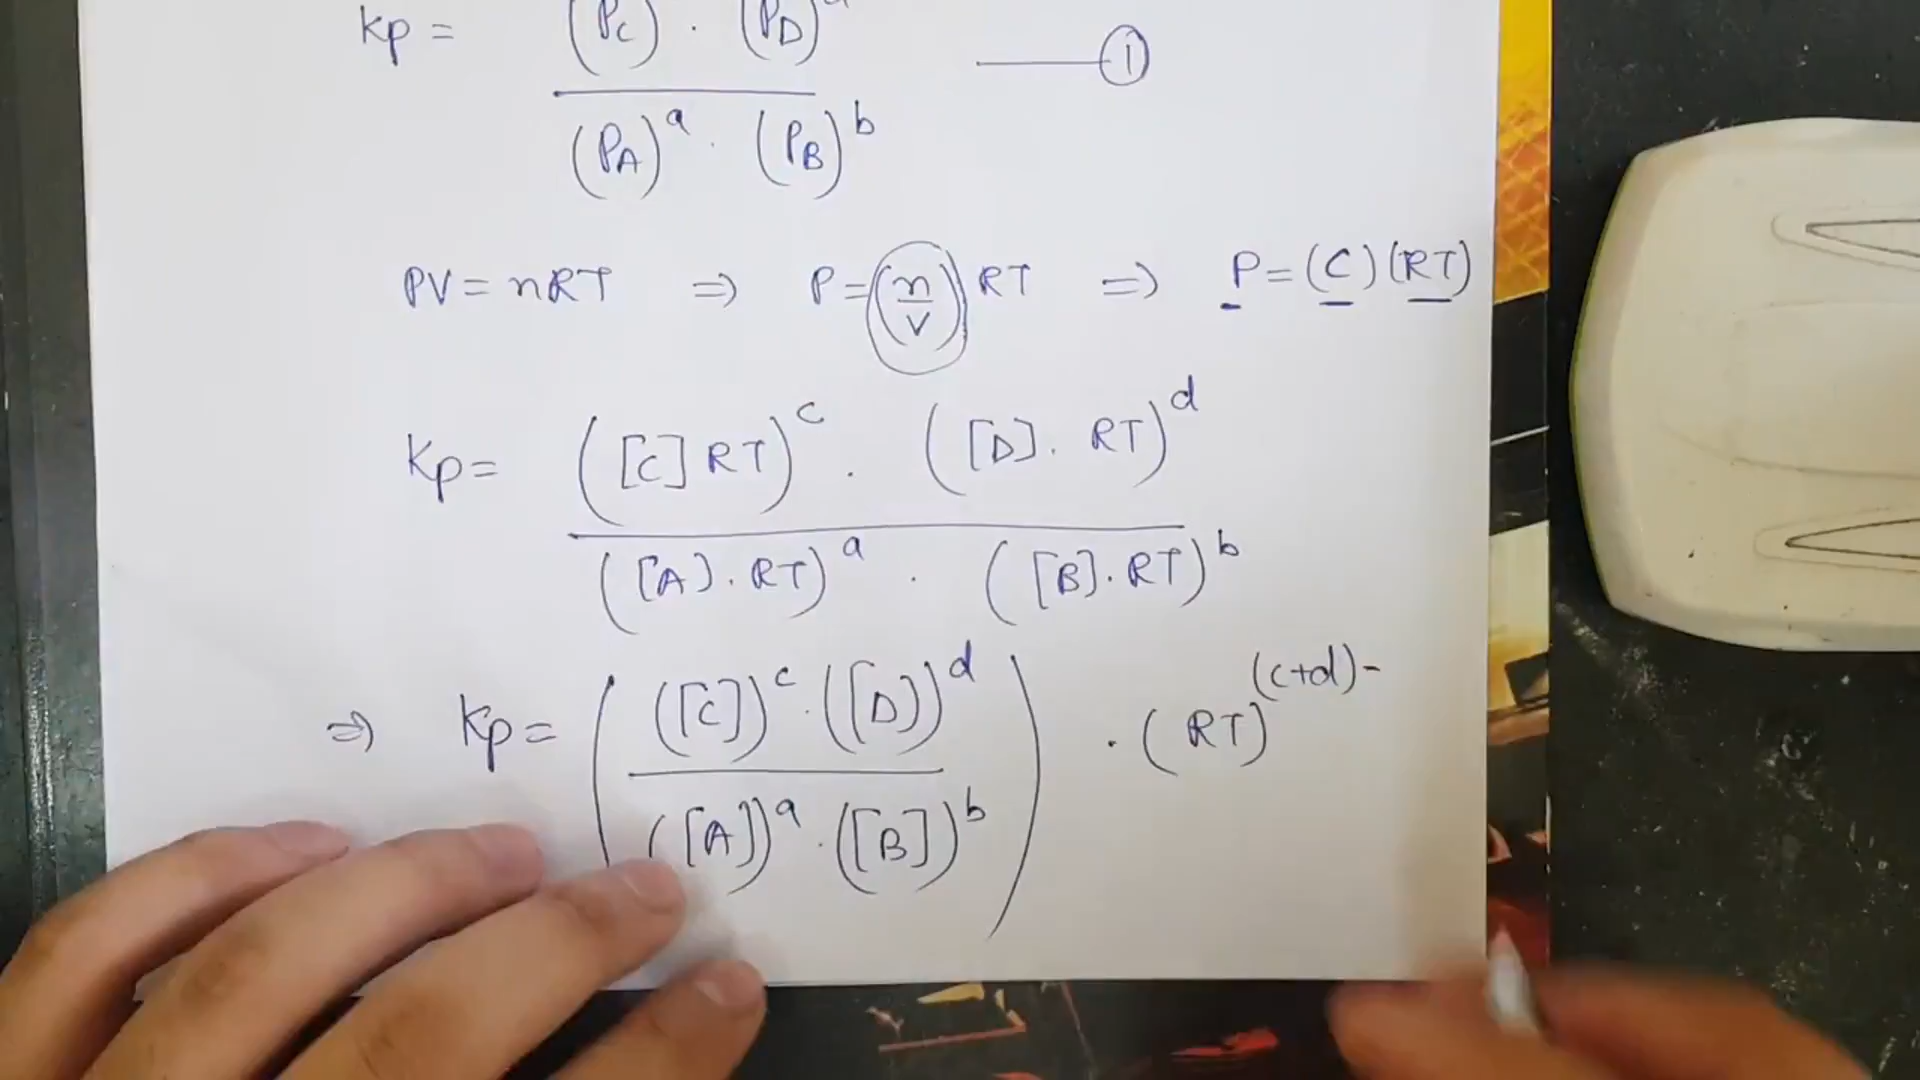 Kp = (PC) . (PD)
①
(PA)^a . (PB)^b
PV = nRT ⇒ P = (n/V) RT ⇒ P = (C) (RT)
Kp = ([C] RT)^c . ([D] . RT)^d
([A] . RT)^a . ([B] . RT)^b
⇒ Kp = ( ([C])^c . ([D])^d . (RT)^(c+d)-
([A])^a . ([B])^b )